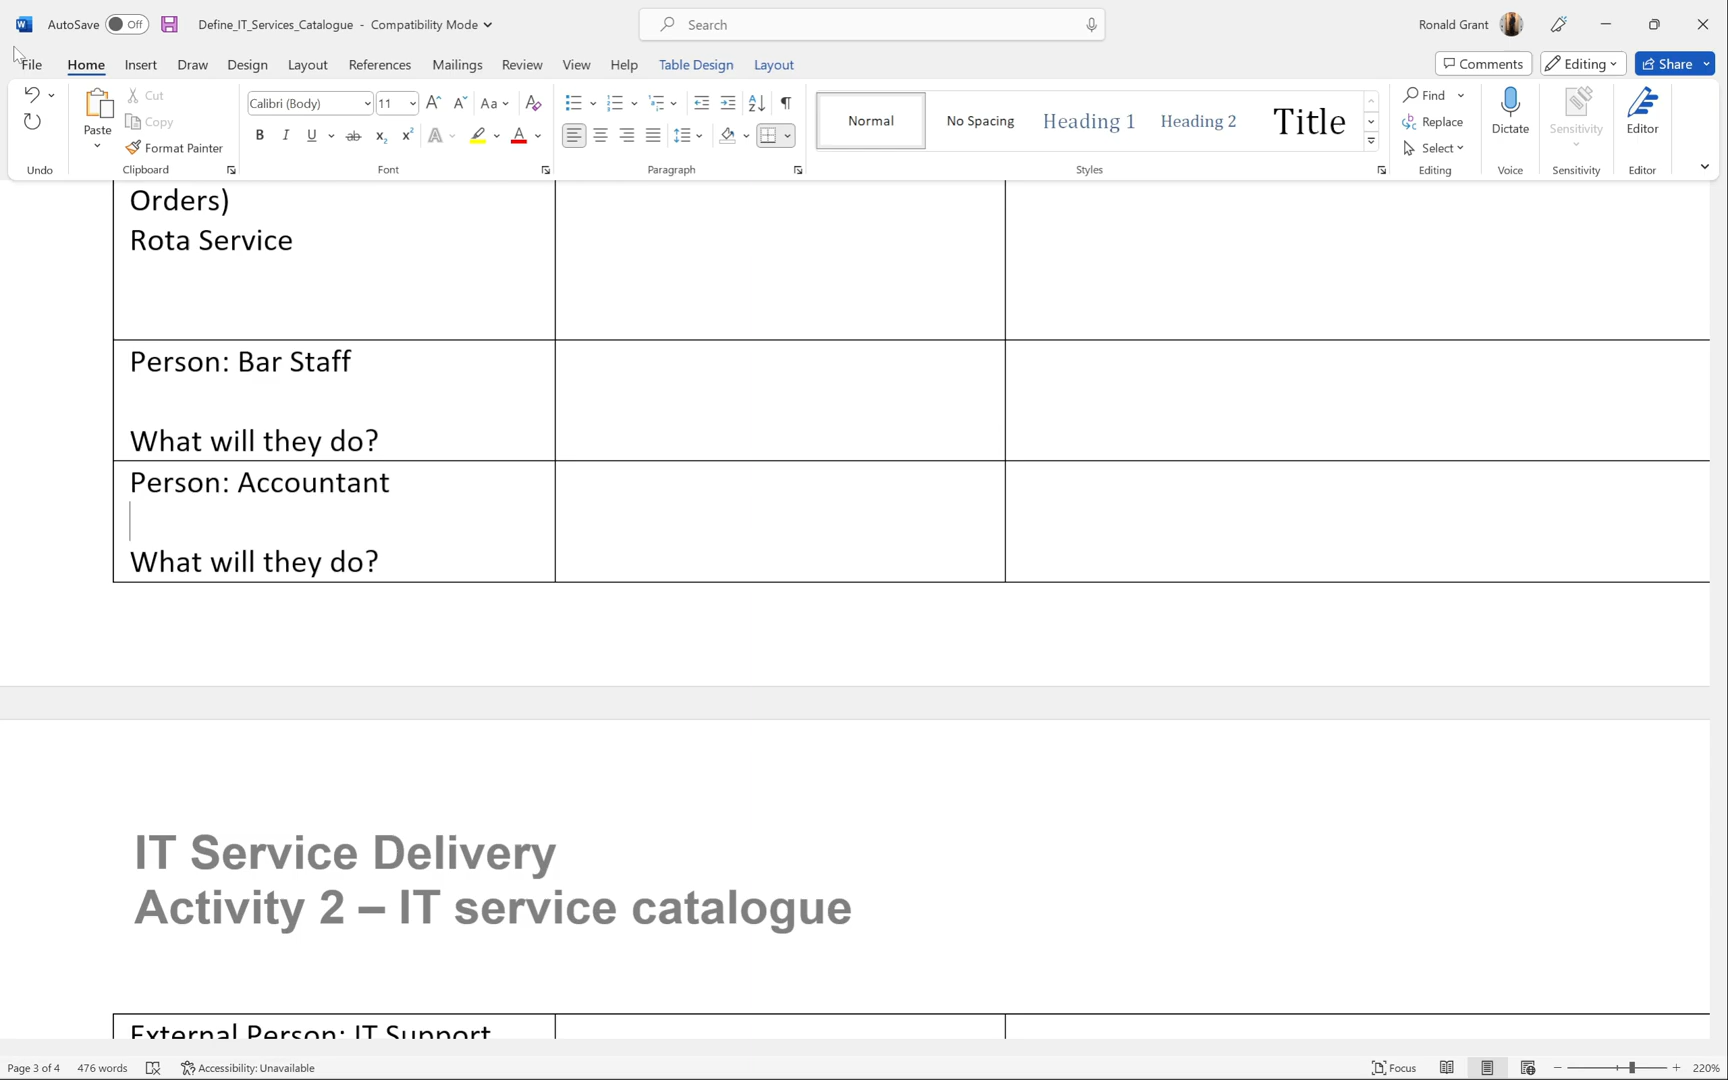 AutoSave Off Define_IT_Services_Catalogue - Compatibility Mode Search Ronald Grant
File Home Insert Draw Design Layout References Mailings Review View Help Table Design Layout Comments Editing Share
Paste
Cut
Copy
Format Painter
Calibri (Body) 11
Normal No Spacing Heading 1 Heading 2 Title
Find
Replace
Select
Dictate
Sensitivity
Editor
Undo Clipboard Font Paragraph Styles Editing Voice Sensitivity Editor
Orders)
Rota Service
Person: Bar Staff
What will they do?
Person: Accountant
What will they do?
IT Service Delivery
Activity 2 – IT service catalogue
External Person: IT Support
Page 3 of 4 476 words Accessibility: Unavailable Focus 220%